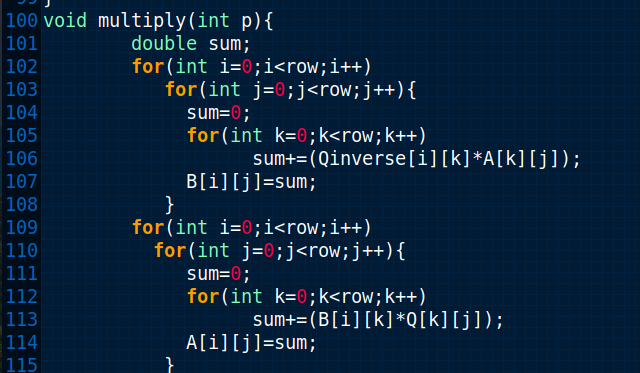 99}
100void multiply(int p){
101        double sum;
102        for(int i=0;i<row;i++)
103           for(int j=0;j<row;j++){
104             sum=0;
105             for(int k=0;k<row;k++)
106                   sum+=(Qinverse[i][k]*A[k][j]);
107             B[i][j]=sum;
108           }
109        for(int i=0;i<row;i++)
110          for(int j=0;j<row;j++){
111             sum=0;
112             for(int k=0;k<row;k++)
113                   sum+=(B[i][k]*Q[k][j]);
114             A[i][j]=sum;
115           }